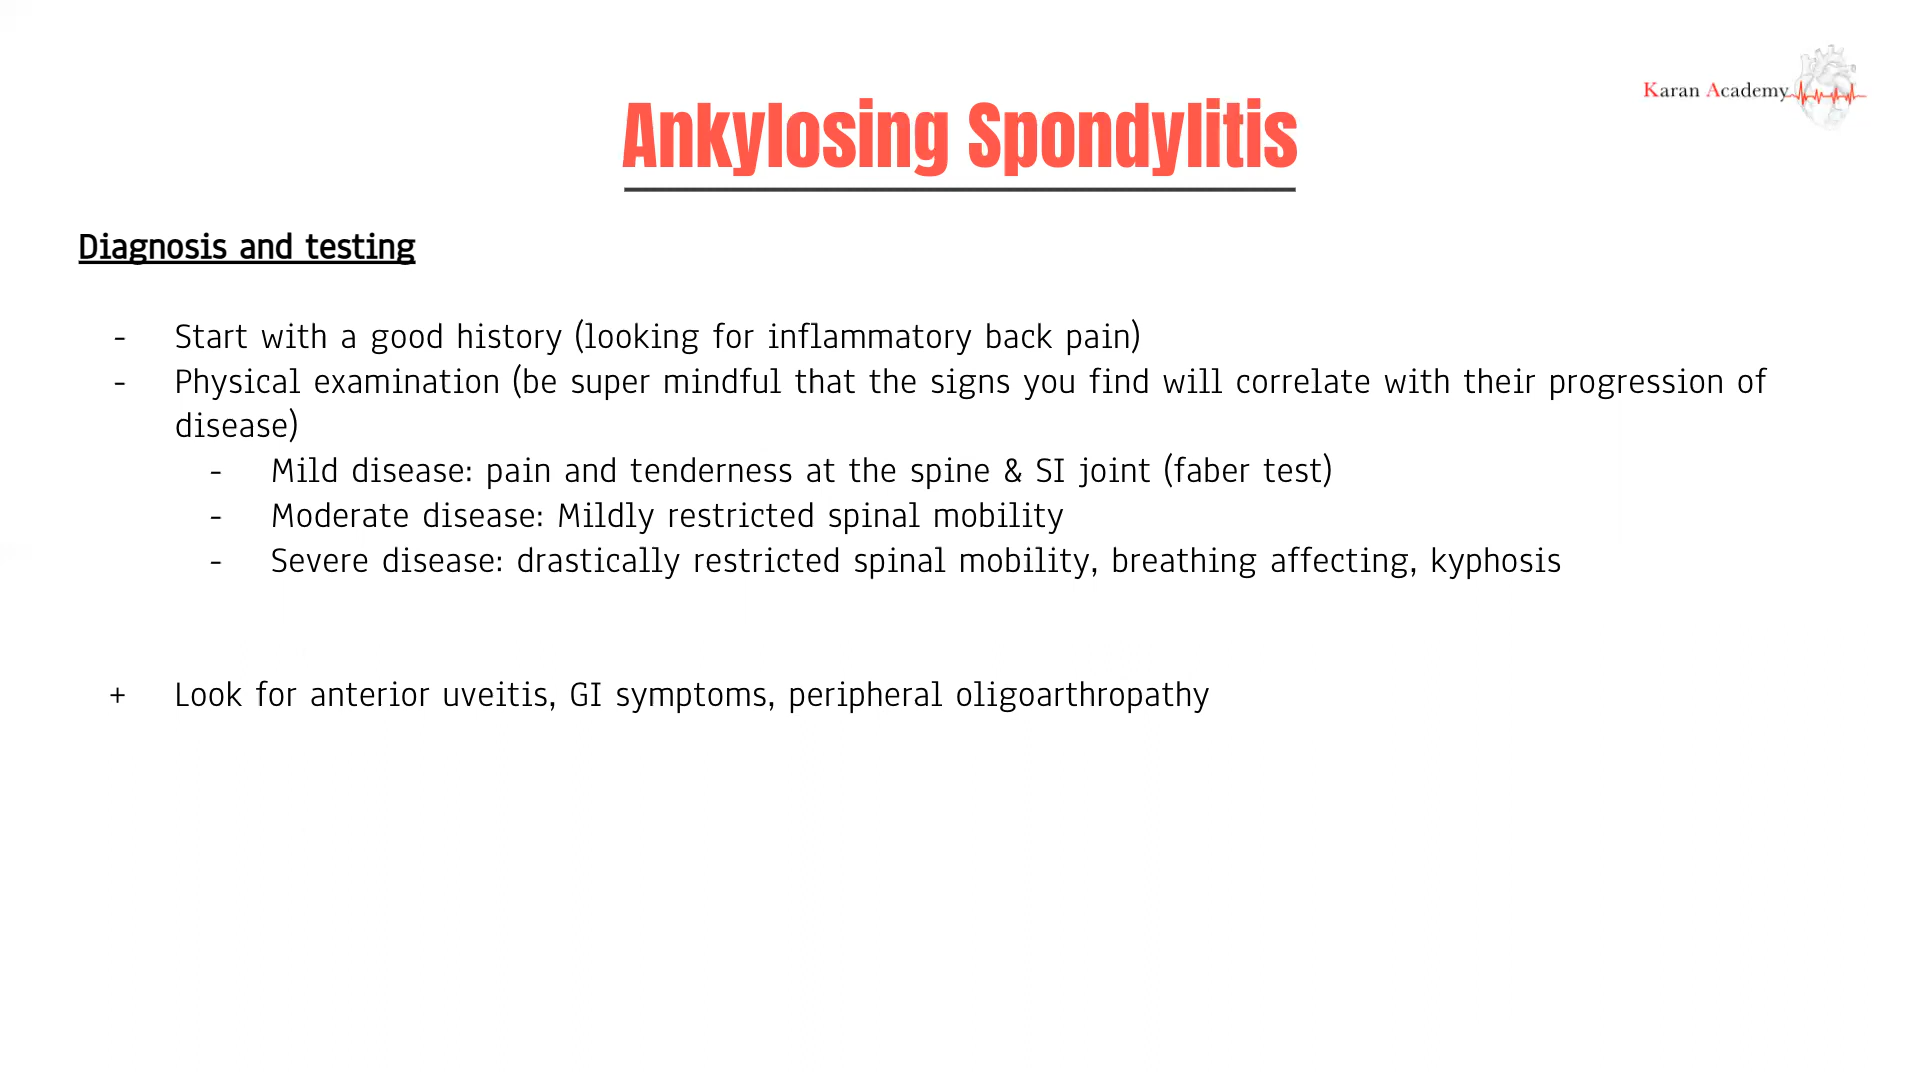 Karan Academy
Ankylosing Spondylitis
Diagnosis and testing
- Start with a good history (looking for inflammatory back pain)
- Physical examination (be super mindful that the signs you find will correlate with their progression of
disease)
- Mild disease: pain and tenderness at the spine & SI joint (faber test)
- Moderate disease: Mildly restricted spinal mobility
- Severe disease: drastically restricted spinal mobility, breathing affecting, kyphosis
+ Look for anterior uveitis, GI symptoms, peripheral oligoarthropathy